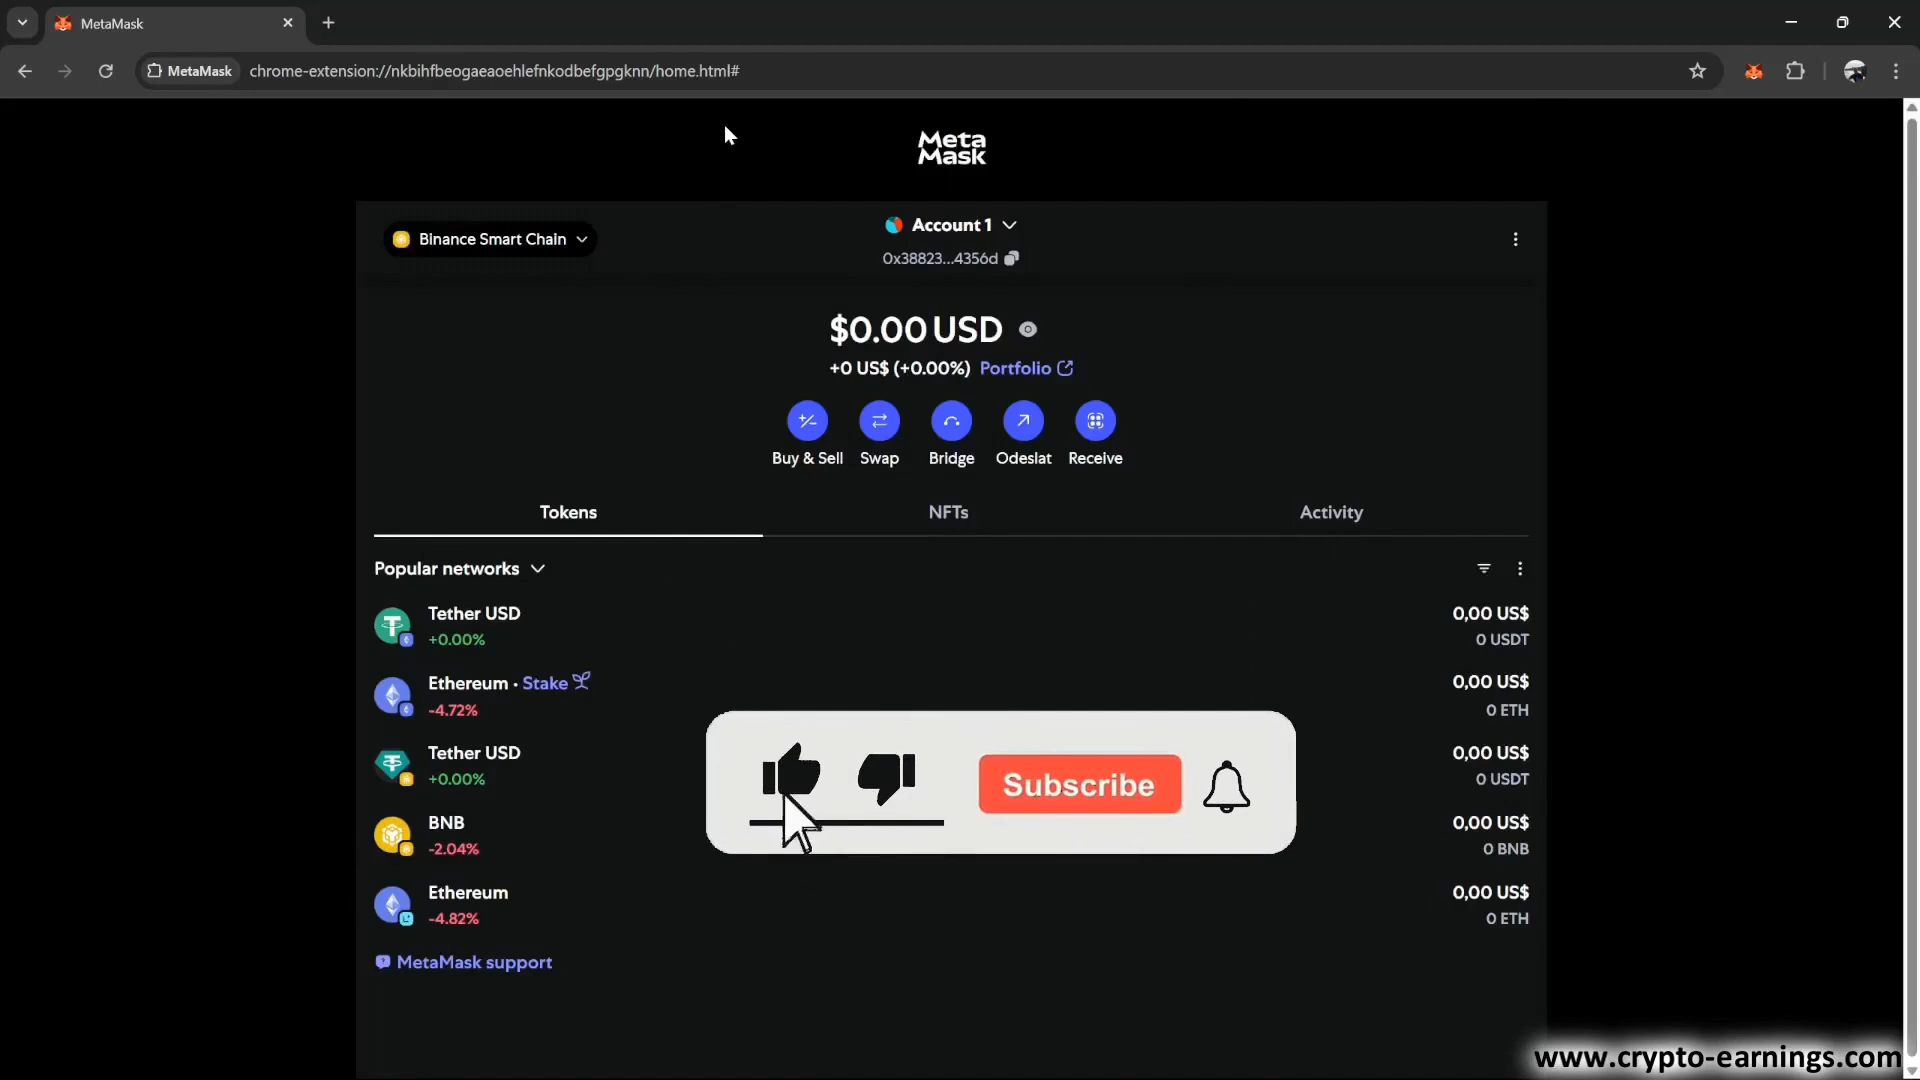 MetaMask
MetaMask
chrome-extension://nkbihfbeogaeaoehlefnkodbefgpgknn/home.html#
Meta
Mask
Binance Smart Chain
Account 1
0x38823...4356d
$0.00 USD
+0 US$ (+0.00%) Portfolio
Buy & Sell Swap Bridge Odeslat Receive
Tokens NFTs Activity
Popular networks
Tether USD 0,00 US$
+0.00% 0 USDT
Ethereum · Stake 0,00 US$
-4.72% 0 ETH
Tether USD 0,00 US$
+0.00% 0 USDT
Subscribe
BNB 0,00 US$
-2.04% 0 BNB
Ethereum 0,00 US$
-4.82% 0 ETH
MetaMask support
www.crypto-earnings.com